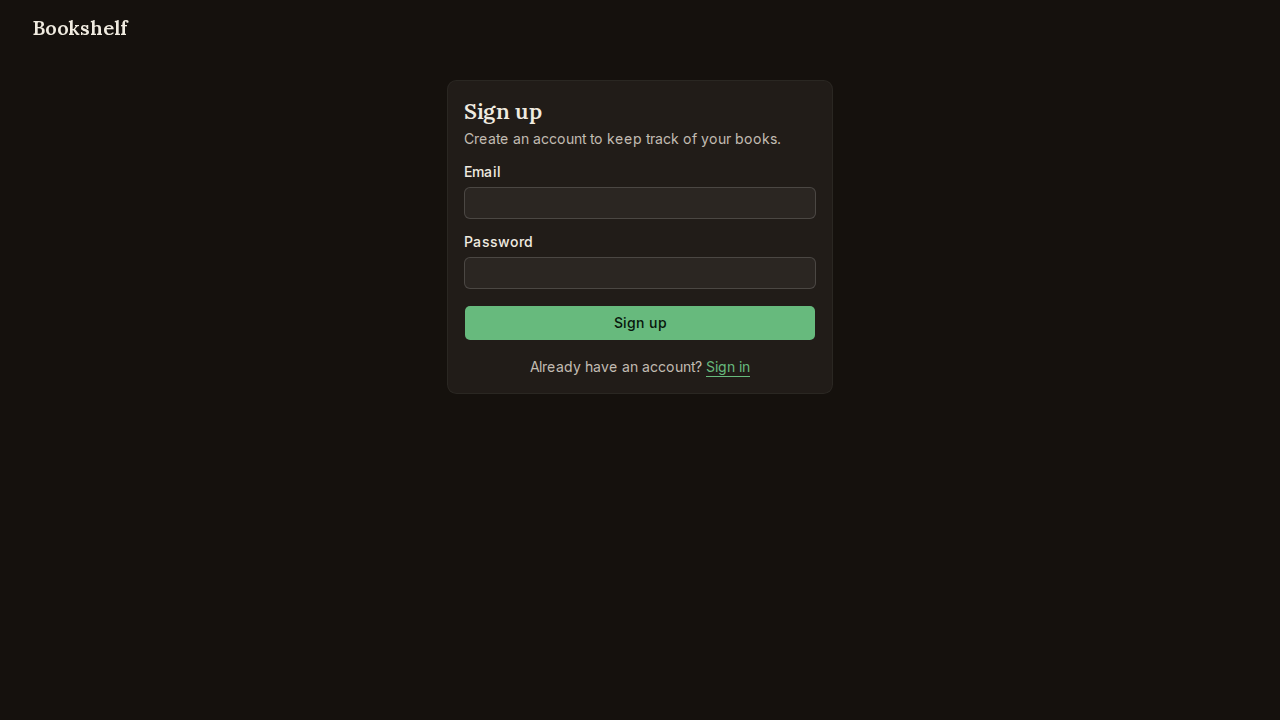 Bookshelf
Sign up
Create an account to keep track of your books.
Email
Password
Sign up
Already have an account? Sign in